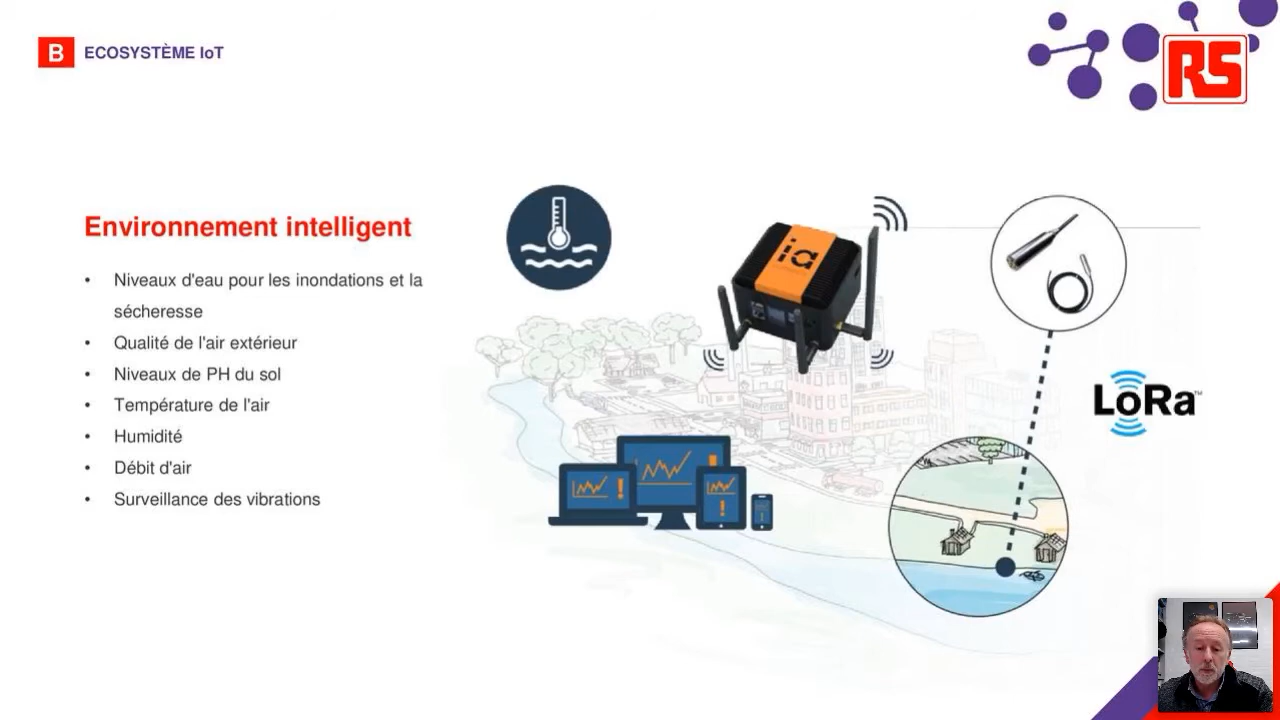 B ECOSYSTÈME IoT
RS
Environnement intelligent
• Niveaux d'eau pour les inondations et la
sécheresse
• Qualité de l'air extérieur
• Niveaux de PH du sol
• Température de l'air
• Humidité
• Débit d'air
• Surveillance des vibrations
ia
LoRa™